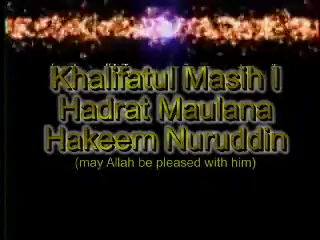 Khalifatul Masih I
Hadrat Maulana
Hakeem Nuruddin
(may Allah be pleased with him)